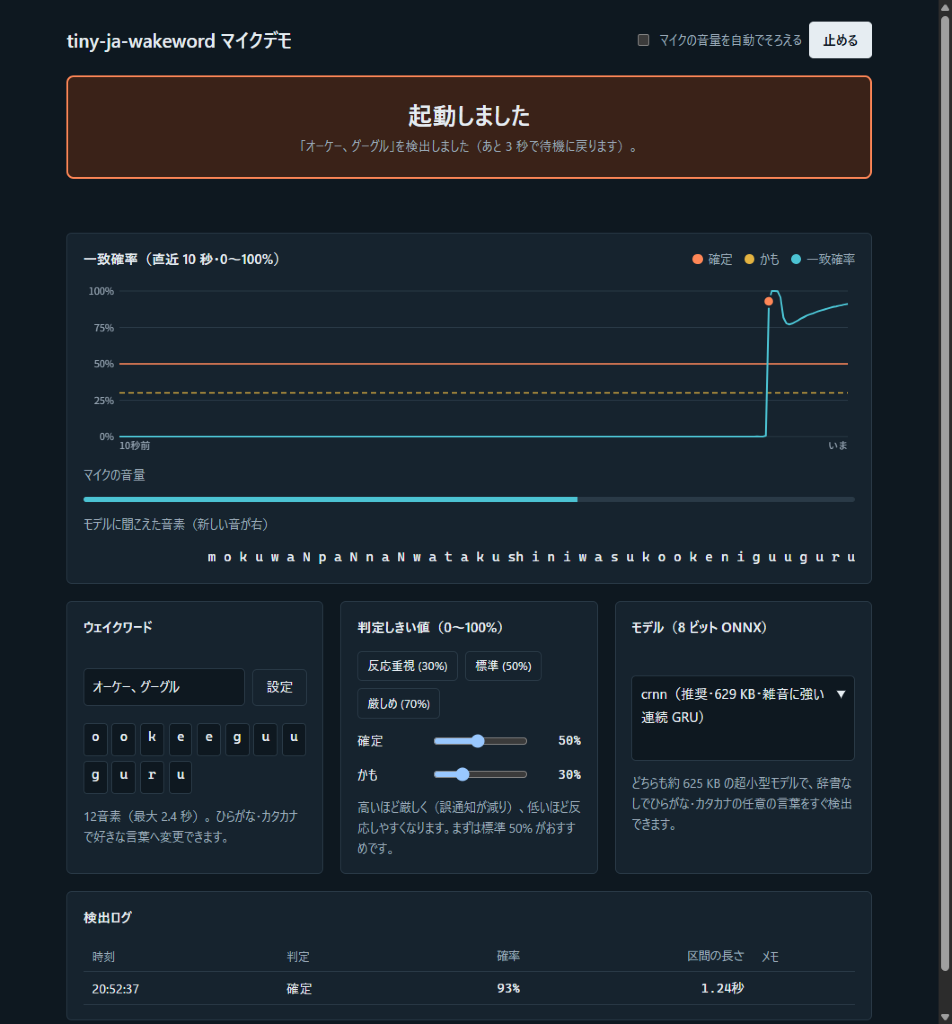 tiny-ja-wakeword マイクデモ
マイクの音量を自動でそろえる
止める
起動しました
「オーケー、グーグル」を検出しました（あと 3 秒で待機に戻ります）。
一致確率（直近 10 秒・0〜100%）
確定 かも 一致確率
100%
75%
50%
25%
0%
10秒前 いま
マイクの音量
モデルに聞こえた音素（新しい音が右）
m o k u w a N p a N n a N w a t a k u sh i n i w a s u k o o k e n i g u u g u r u
ウェイクワード
オーケー、グーグル 設定
o o k e e g u u
g u r u
12音素（最大 2.4 秒）。ひらがな・カタカナ
で好きな言葉へ変更できます。
判定しきい値（0〜100%）
反応重視 (30%) 標準 (50%)
厳しめ (70%)
確定 50%
かも 30%
高いほど厳しく（誤通知が減り）、低いほど反
応しやすくなります。まずは標準 50% がおすす
めです。
モデル（8 ビット ONNX）
crnn（推奨・629 KB・雑音に強い ▼
連続 GRU）
どちらも約 625 KB の超小型モデルで、辞書な
しでひらがな・カタカナの任意の言葉をすぐ検出
できます。
検出ログ
時刻 判定 確率 区間の長さ メモ
20:52:37 確定 93% 1.24秒